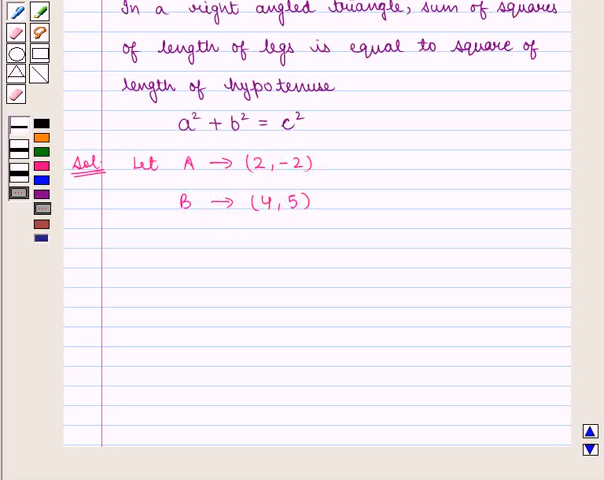 In a right angled triangle, sum of squares
of length of legs is equal to square of
length of hypotenuse
a² + b² = c²
Sol. Let A → (2, -2)
B → (4, 5)